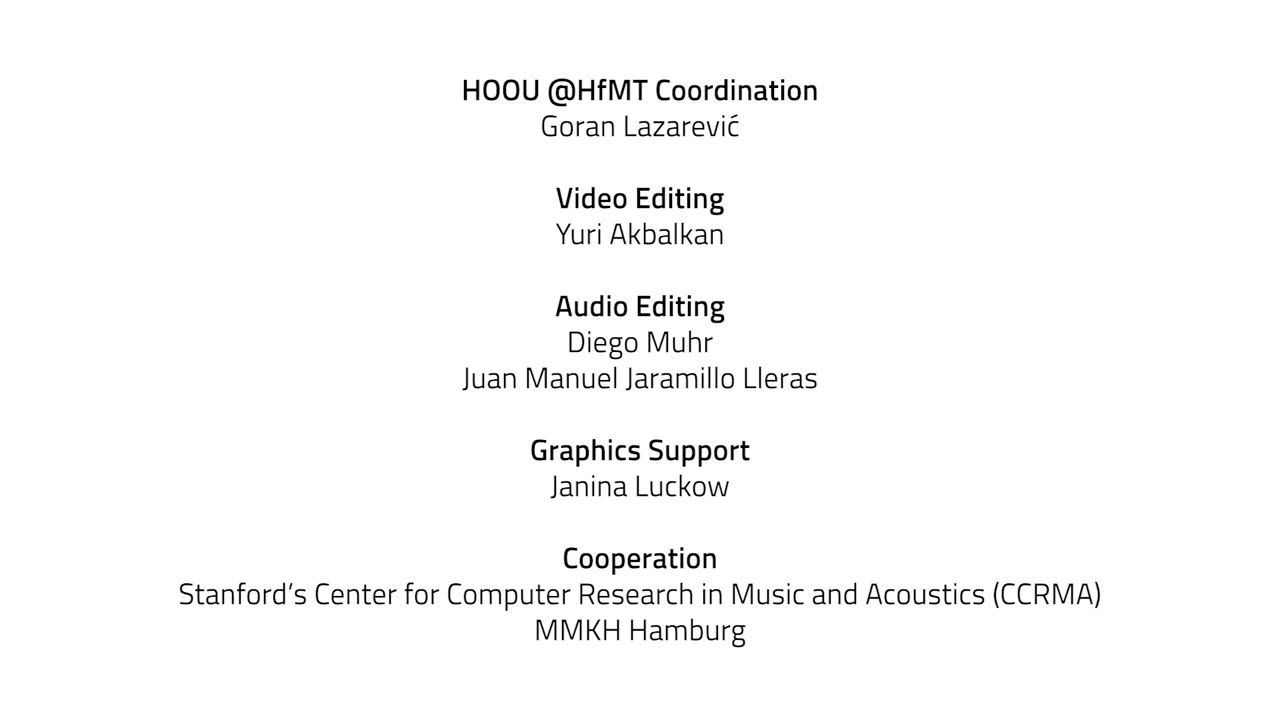 HOOU @HfMT Coordination
Goran Lazarević
Video Editing
Yuri Akbalkan
Audio Editing
Diego Muhr
Juan Manuel Jaramillo Lleras
Graphics Support
Janina Luckow
Cooperation
Stanford’s Center for Computer Research in Music and Acoustics (CCRMA)
MMKH Hamburg